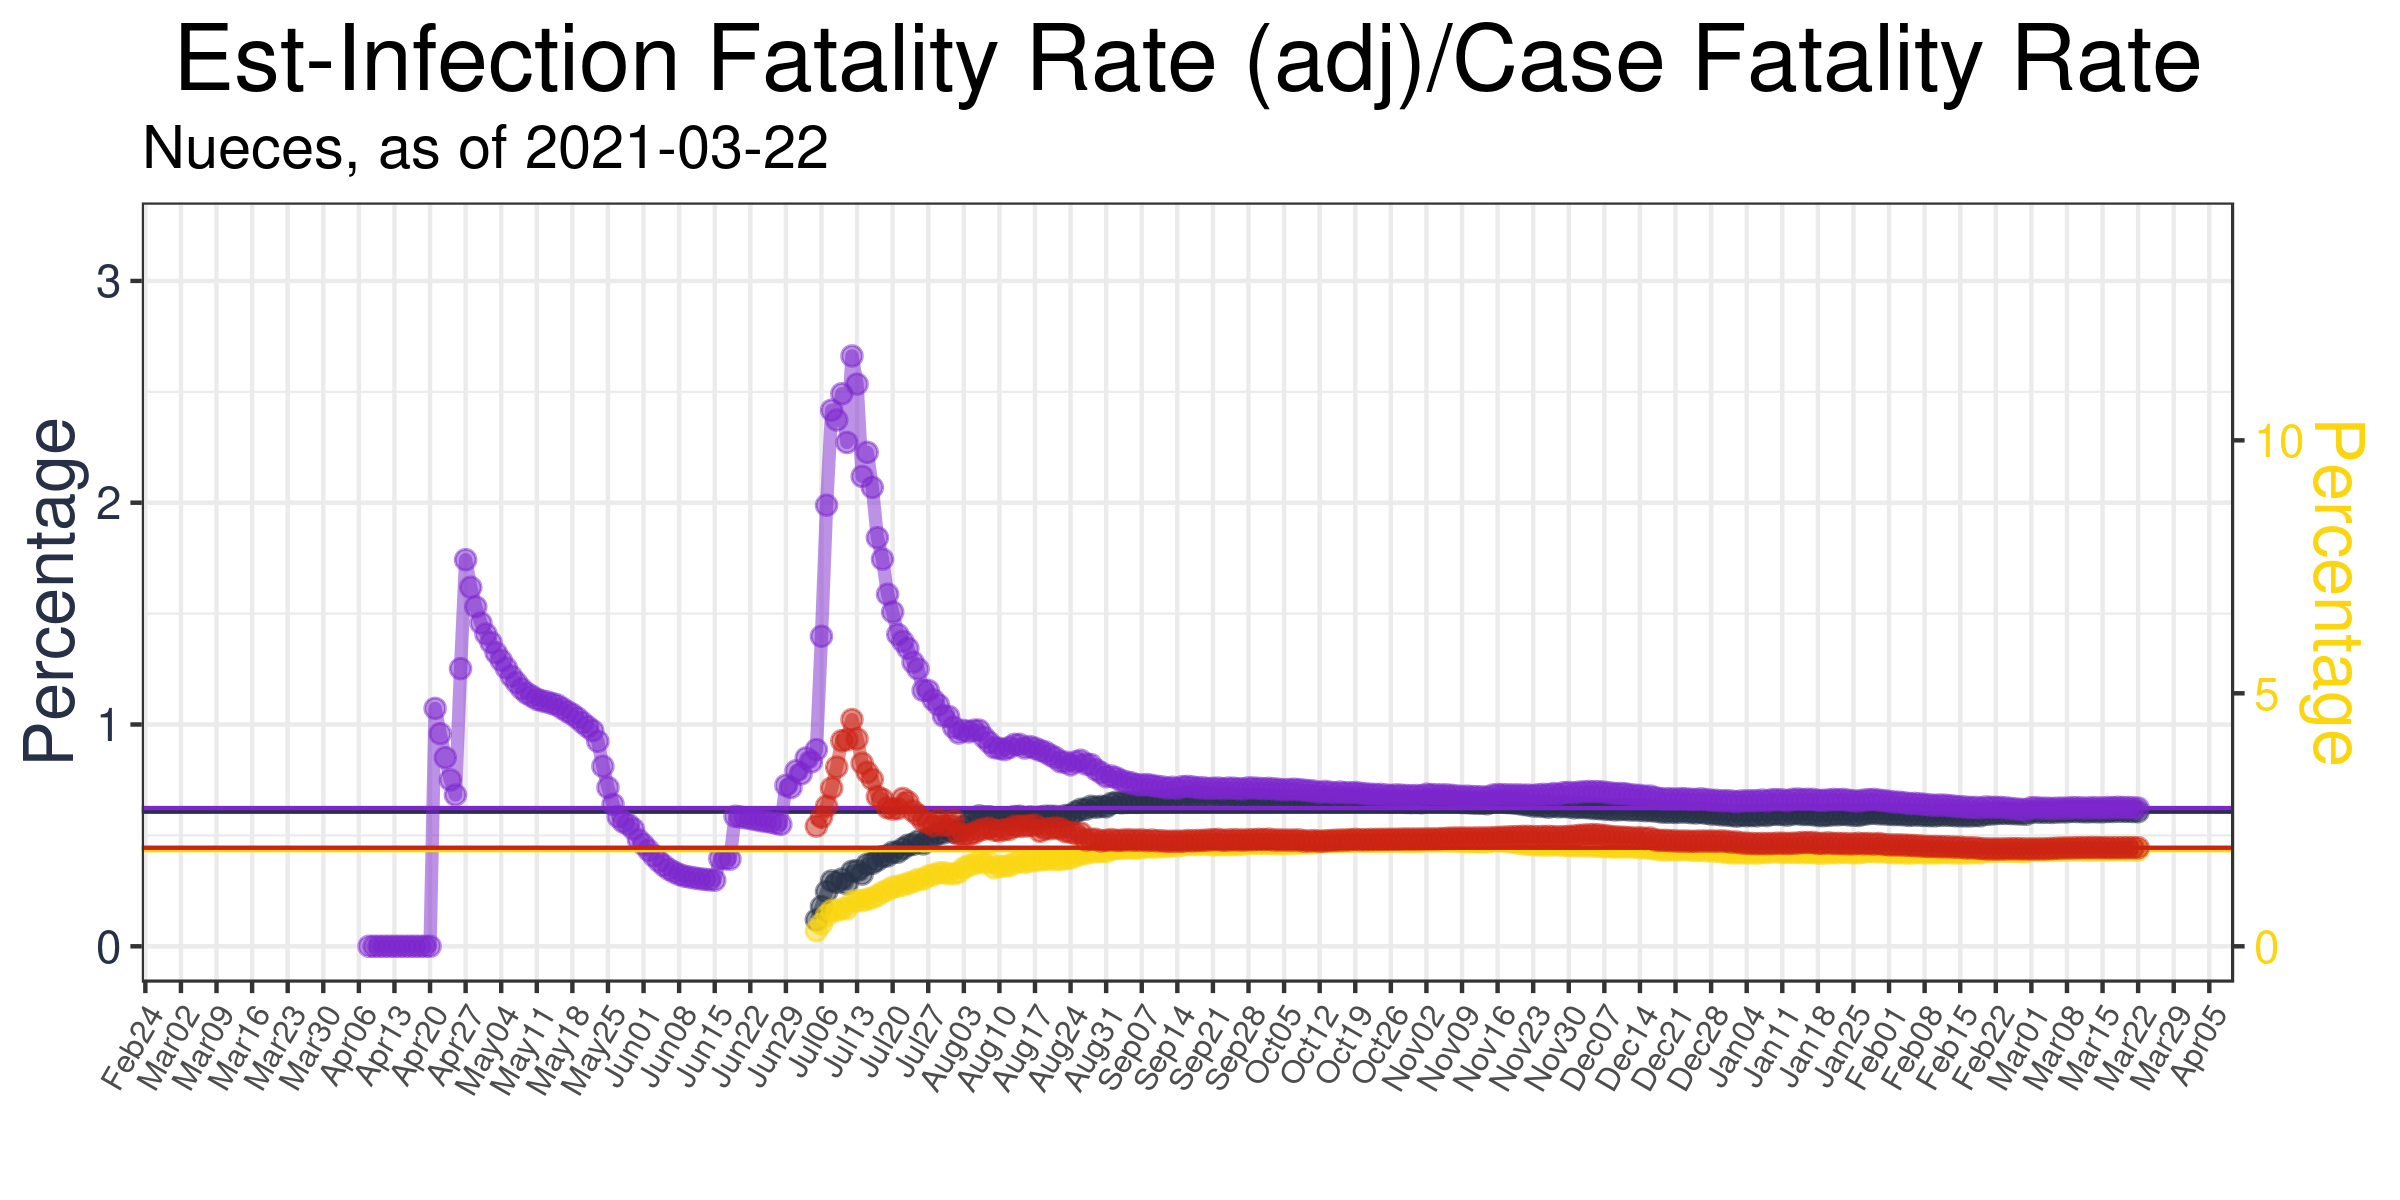 Est-Infection Fatality Rate (adj)/Case Fatality Rate
Nueces, as of 2021-03-22
Percentage
3
2
1
0
10
5
0
Percentage
Feb24 Mar02 Mar09 Mar16 Mar23 Mar30 Apr06 Apr13 Apr20 Apr27 May04 May11 May18 May25 Jun01 Jun08 Jun15 Jun22 Jun29 Jul06 Jul13 Jul20 Jul27 Aug03 Aug10 Aug17 Aug24 Aug31 Sep07 Sep14 Sep21 Sep28 Oct05 Oct12 Oct19 Oct26 Nov02 Nov09 Nov16 Nov23 Nov30 Dec07 Dec14 Dec21 Dec28 Jan04 Jan11 Jan18 Jan25 Feb01 Feb08 Feb15 Feb22 Mar01 Mar08 Mar15 Mar22 Mar29 Apr05